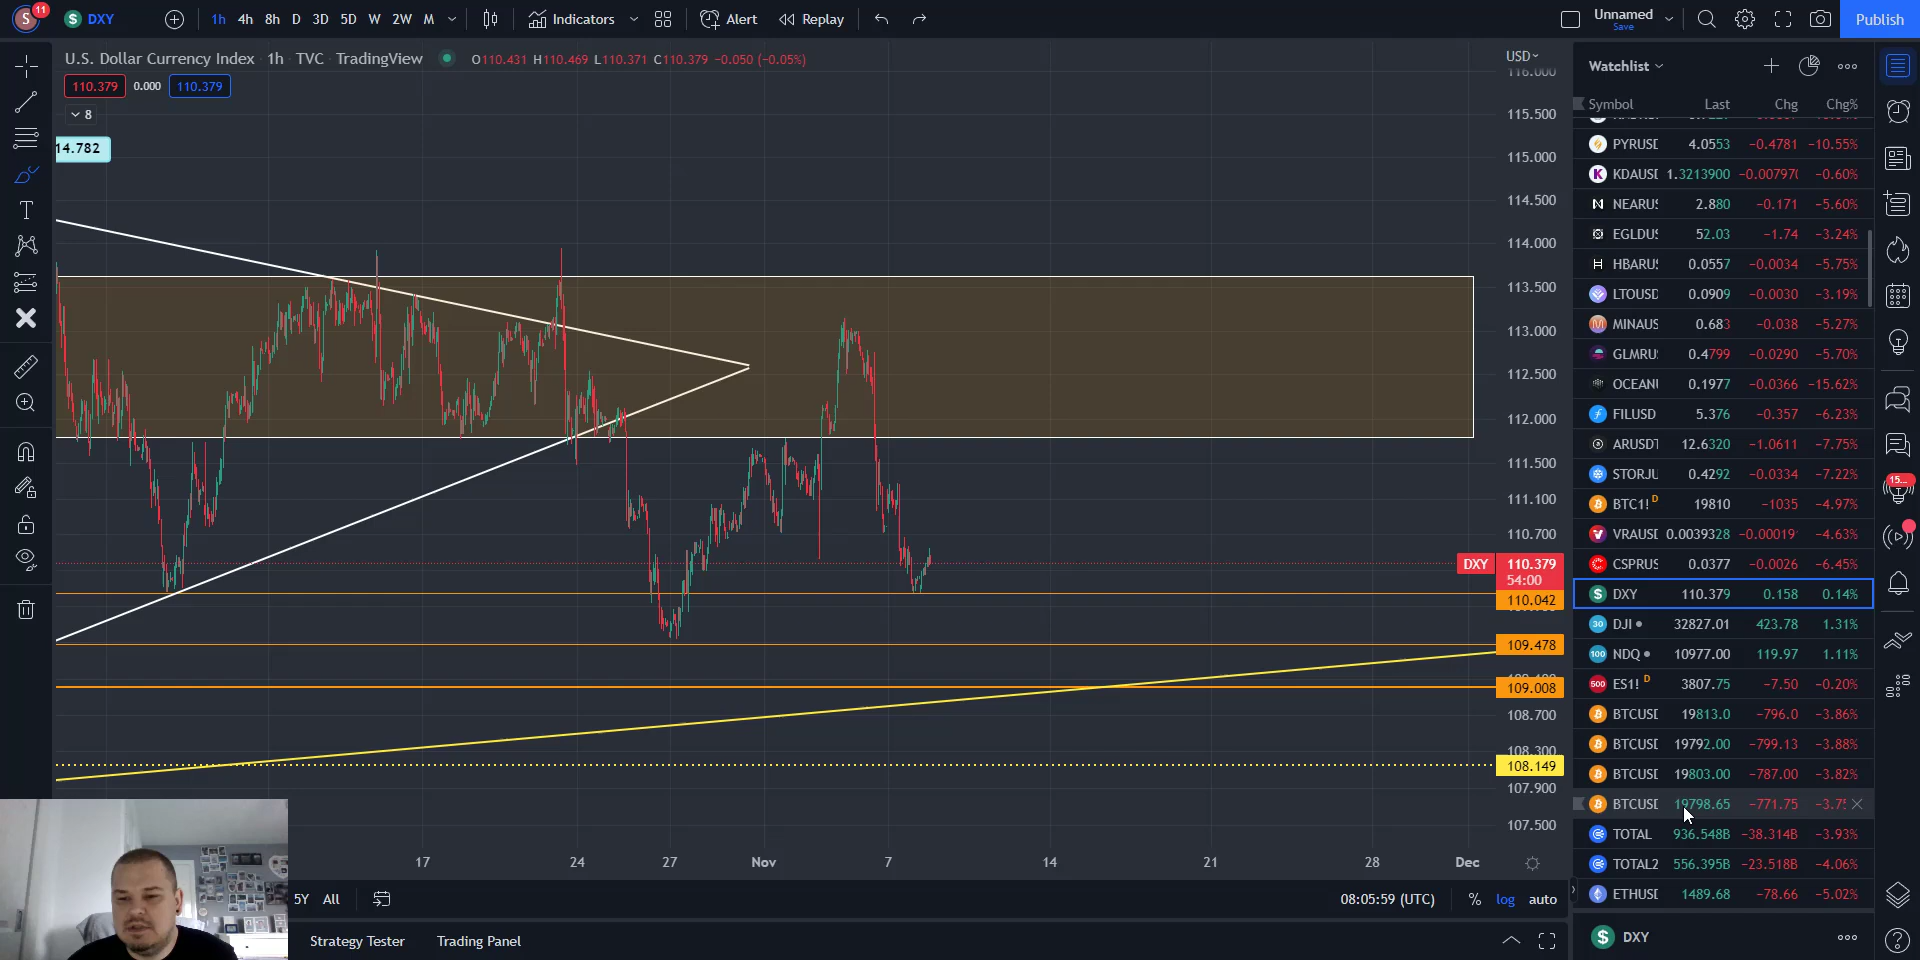 S 11 DXY 1h 4h 8h D 3D 5D W 2W M Indicators Alert Replay Unnamed Save Publish
U.S. Dollar Currency Index 1h TVC TradingView O110.431 H110.469 L110.371 C110.379 -0.050 (-0.05%)
110.379 0.000 110.379
8
14.782
USD
116.000
115.500
115.000
114.500
114.000
113.500
113.000
112.500
112.000
111.500
111.100
110.700
DXY 110.379
54:00
110.042
109.478
109.008
108.700
108.300
108.149
107.900
107.500
17 24 27 Nov 7 14 21 28 Dec
5Y All 08:05:59 (UTC) % log auto
Strategy Tester Trading Panel
Watchlist
Symbol Last Chg Chg%
PYRUSD 4.0553 -0.4781 -10.55%
KDAUSD 1.3213900 -0.007970 -0.60%
NEARUS 2.880 -0.171 -5.60%
EGLDUS 52.03 -1.74 -3.24%
HBARUS 0.0557 -0.0034 -5.75%
LTOUSD 0.0909 -0.0030 -3.19%
MINAUS 0.683 -0.038 -5.27%
GLMRUS 0.4799 -0.0290 -5.70%
OCEANU 0.1977 -0.0366 -15.62%
FILUSD 5.376 -0.357 -6.23%
ARUSDT 12.6320 -1.0611 -7.75%
STORJU 0.4292 -0.0334 -7.22%
BTC1! D 19810 -1035 -4.97%
VRAUSD 0.0039328 -0.00019 -4.63%
CSPRUS 0.0377 -0.0026 -6.45%
DXY 110.379 0.158 0.14%
30 DJI 32827.01 423.78 1.31%
100 NDQ 10977.00 119.97 1.11%
500 ES1! D 3807.75 -7.50 -0.20%
BTCUSD 19813.0 -796.0 -3.86%
BTCUSD 19792.00 -799.13 -3.88%
BTCUSD 19803.00 -787.00 -3.82%
BTCUSD 19798.65 -771.75 -3.75
TOTAL 936.548B -38.314B -3.93%
TOTAL2 556.395B -23.518B -4.06%
ETHUSD 1489.68 -78.66 -5.02%
DXY
15...